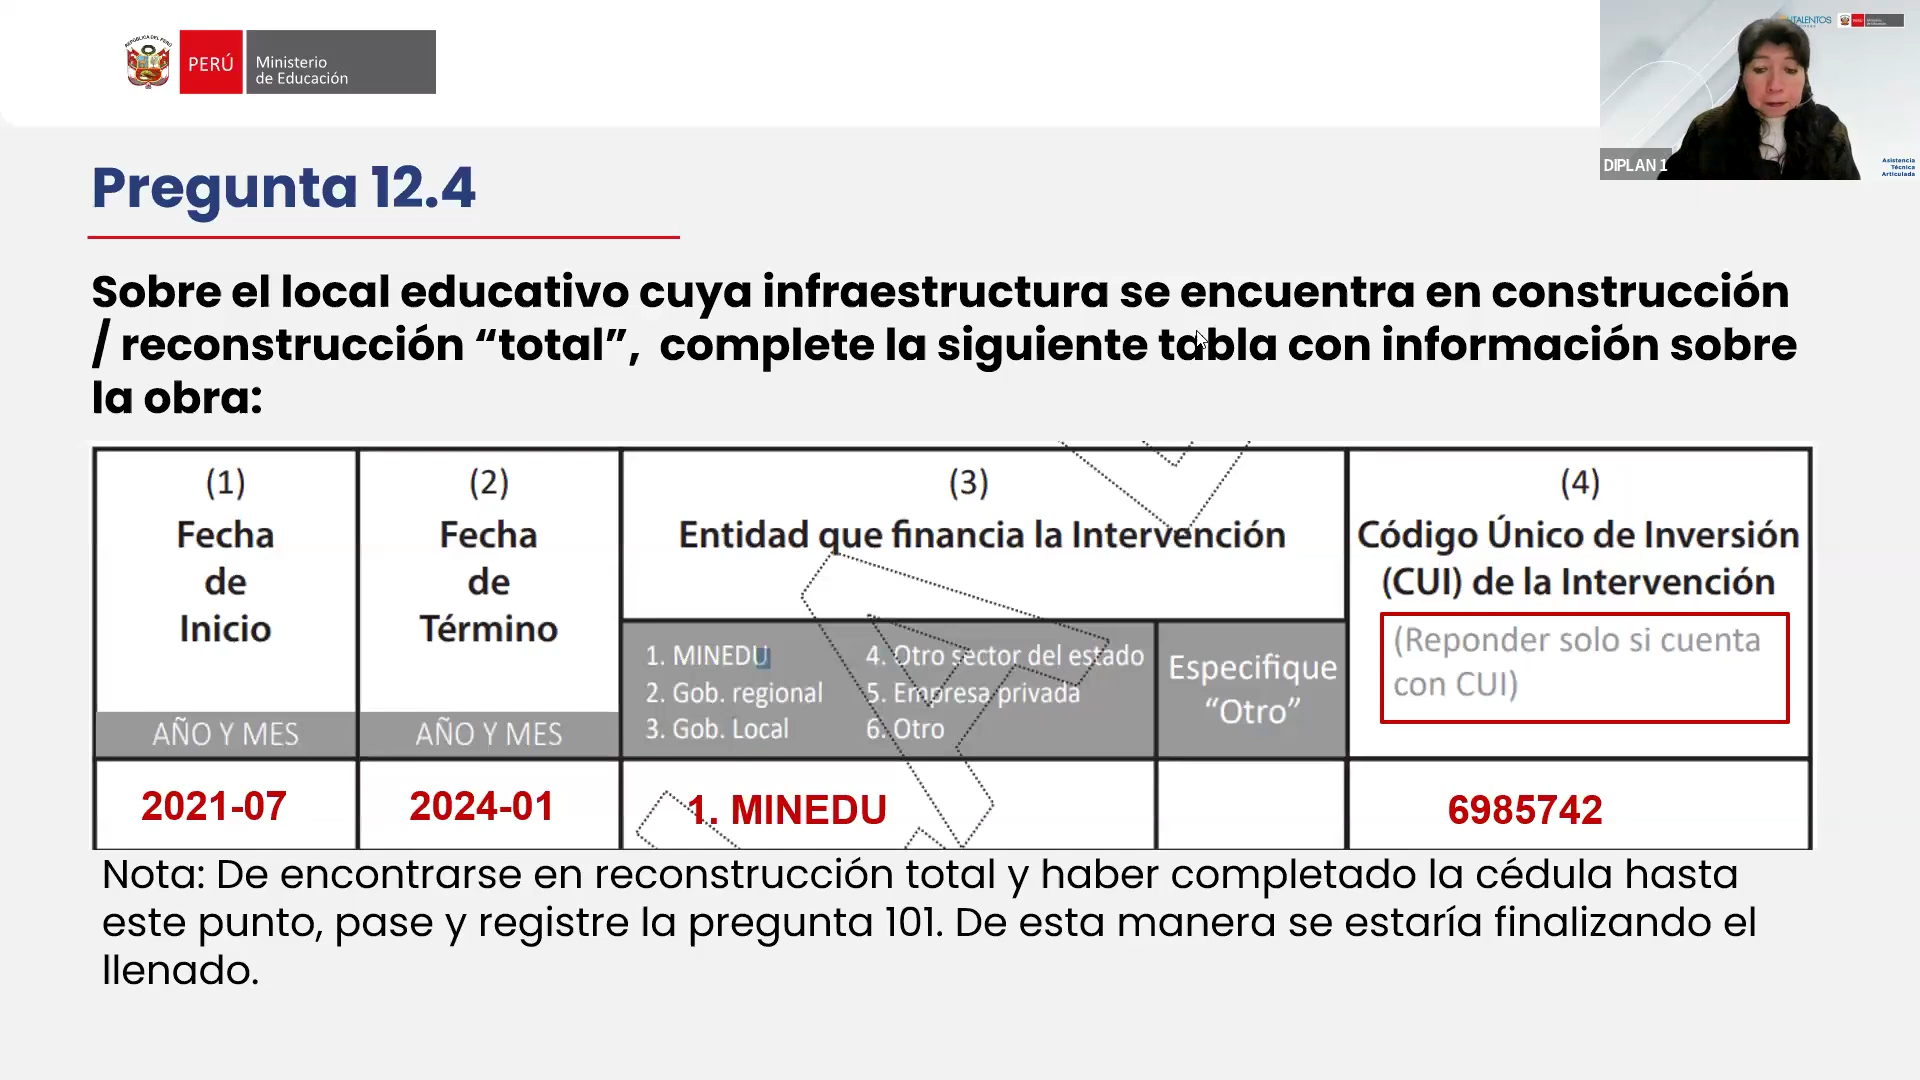 REPÚBLICA DEL PERÚ
PERÚ
Ministerio
de Educación
DIPLAN 1
Asistencia
Técnica
Articulada
Pregunta 12.4
Sobre el local educativo cuya infraestructura se encuentra en construcción
/ reconstrucción “total”, complete la siguiente tabla con información sobre
la obra:
(1)
Fecha
de
Inicio
AÑO Y MES
(2)
Fecha
de
Término
AÑO Y MES
(3)
Entidad que financia la Intervención
1. MINEDU
2. Gob. regional
3. Gob. Local
4. Otro sector del estado
5. Empresa privada
6. Otro
Especifique
“Otro”
(4)
Código Único de Inversión
(CUI) de la Intervención
(Reponder solo si cuenta
con CUI)
2021-07
2024-01
1. MINEDU
6985742
Nota: De encontrarse en reconstrucción total y haber completado la cédula hasta
este punto, pase y registre la pregunta 101. De esta manera se estaría finalizando el
llenado.